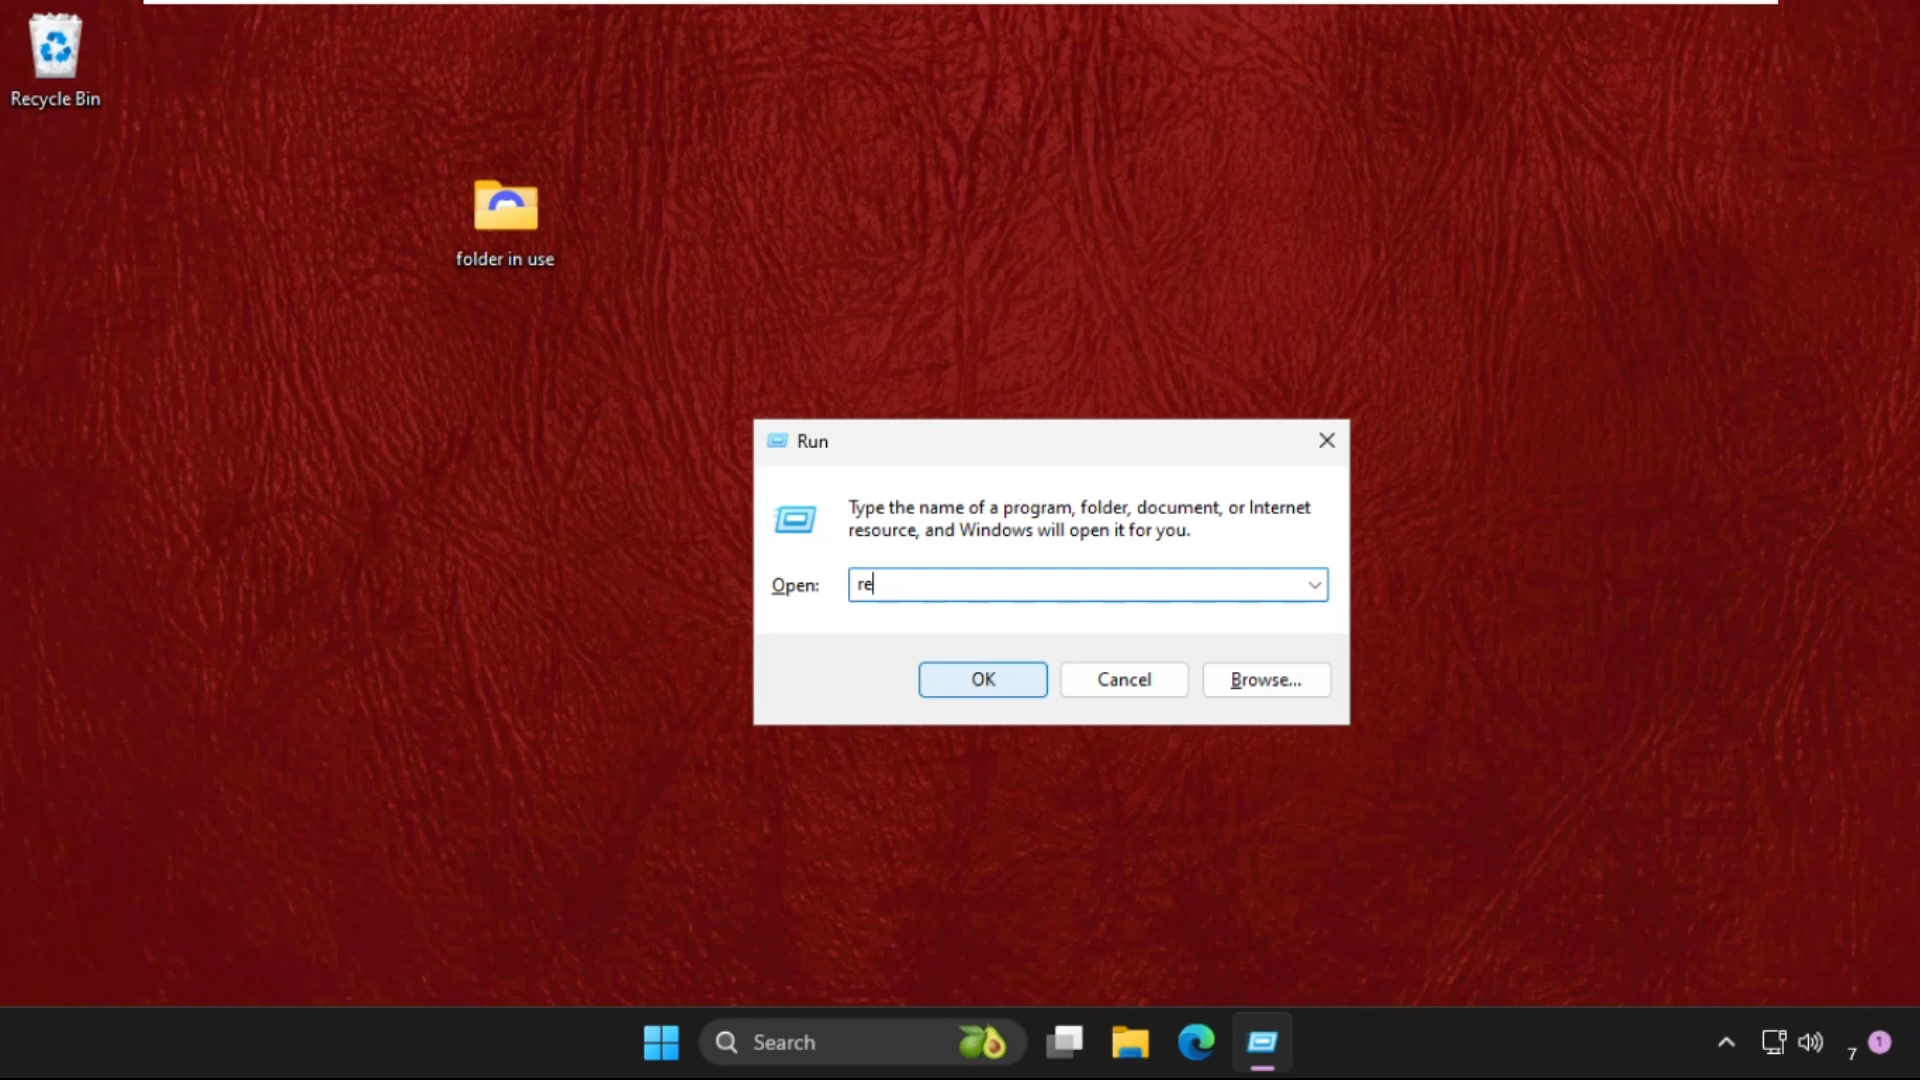 Recycle Bin
folder in use
Run
Type the name of a program, folder, document, or Internet
resource, and Windows will open it for you.
Open:
re
OK
Cancel
Browse...
Search
7
1